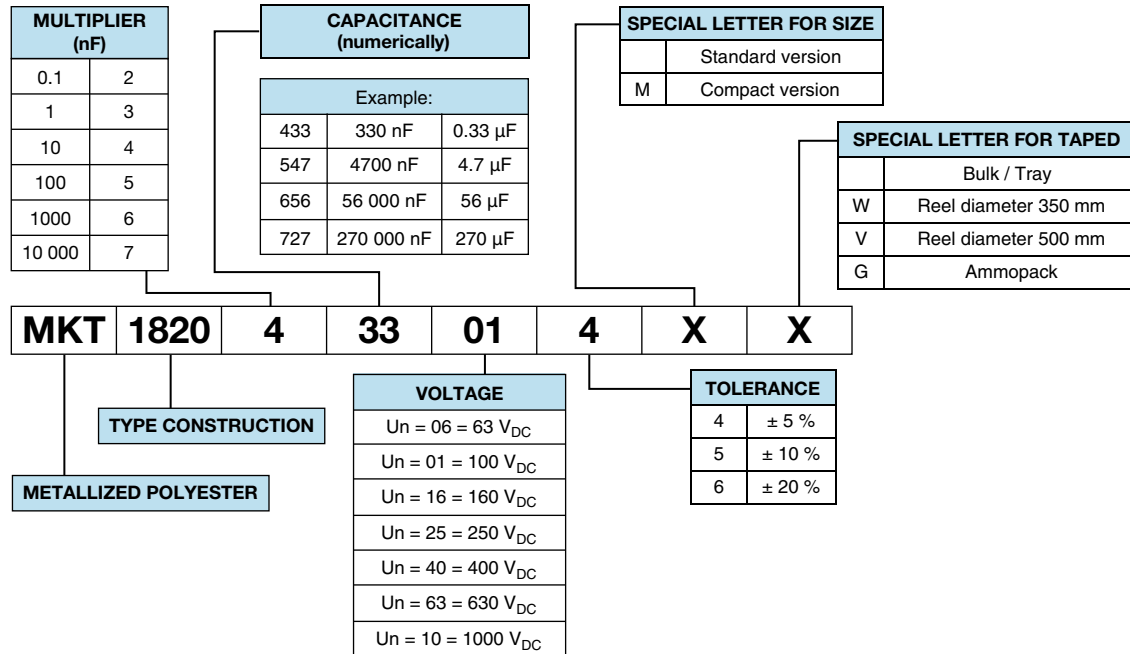 MULTIPLIER
(nF)
0.1 2
1 3
10 4
100 5
1000 6
10 000 7
CAPACITANCE
(numerically)
Example:
433 330 nF 0.33 µF
547 4700 nF 4.7 µF
656 56 000 nF 56 µF
727 270 000 nF 270 µF
SPECIAL LETTER FOR SIZE
Standard version
M Compact version
SPECIAL LETTER FOR TAPED
Bulk / Tray
W Reel diameter 350 mm
V Reel diameter 500 mm
G Ammopack
MKT 1820 4 33 01 4 X X
TYPE CONSTRUCTION
METALLIZED POLYESTER
VOLTAGE
Un = 06 = 63 VDC
Un = 01 = 100 VDC
Un = 16 = 160 VDC
Un = 25 = 250 VDC
Un = 40 = 400 VDC
Un = 63 = 630 VDC
Un = 10 = 1000 VDC
TOLERANCE
4 ± 5 %
5 ± 10 %
6 ± 20 %